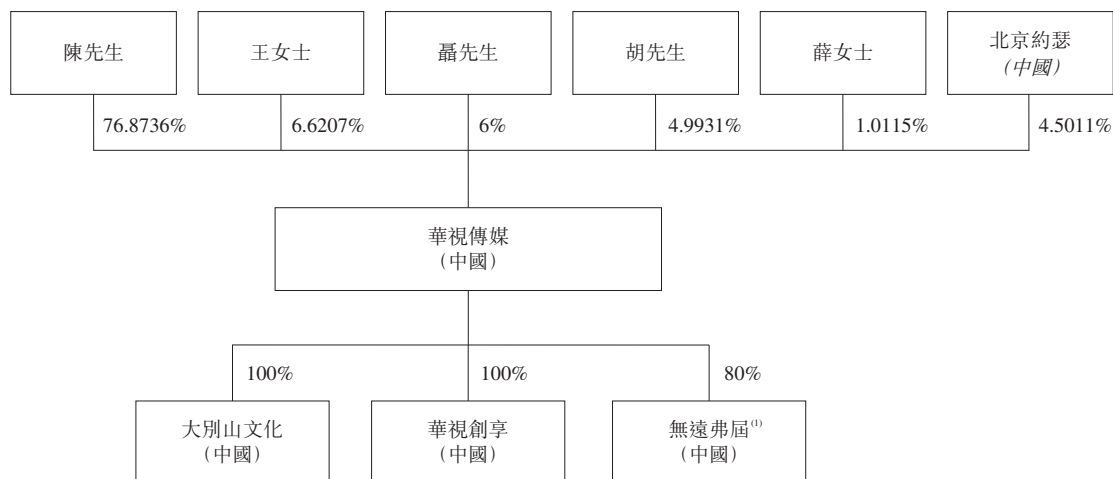 陳先生
王女士
聶先生
胡先生
薛女士
北京約瑟
(中國)
76.8736%
6.6207%
6%
4.9931%
1.0115%
4.5011%
華視傳媒
（中國）
100%
100%
80%
大別山文化
（中國）
華視創享
（中國）
無遠弗屆(1)
（中國）